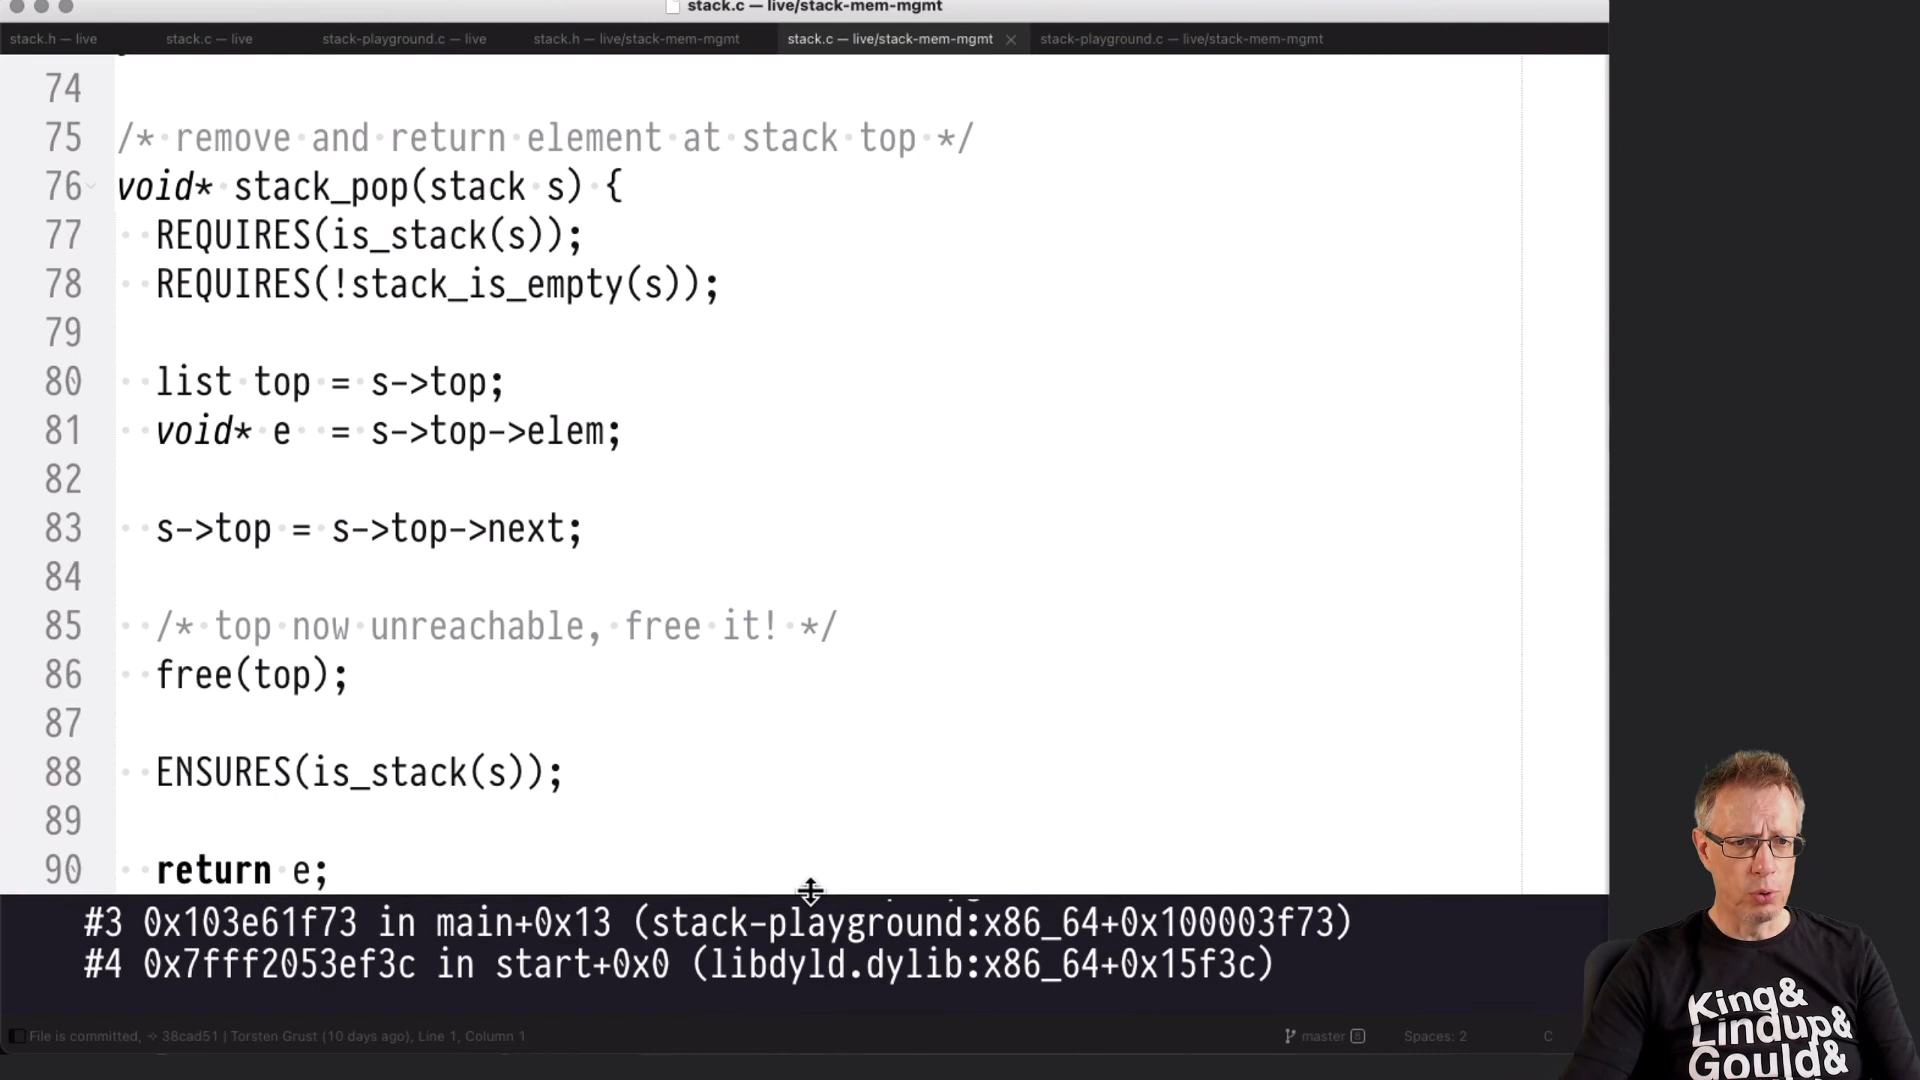 stack.c — live/stack-mem-mgmt
stack.h — live
stack.c — live
stack-playground.c — live
stack.h — live/stack-mem-mgmt
stack.c — live/stack-mem-mgmt
stack-playground.c — live/stack-mem-mgmt
74
75 /* remove and return element at stack top */
76 void* stack_pop(stack s) {
77 REQUIRES(is_stack(s));
78 REQUIRES(!stack_is_empty(s));
79
80 list top = s->top;
81 void* e = s->top->elem;
82
83 s->top = s->top->next;
84
85 /* top now unreachable, free it! */
86 free(top);
87
88 ENSURES(is_stack(s));
89
90 return e;
#3 0x103e61f73 in main+0x13 (stack-playground:x86_64+0x100003f73)
#4 0x7fff2053ef3c in start+0x0 (libdyld.dylib:x86_64+0x15f3c)
File is committed, 38cad51 | Torsten Grust (10 days ago), Line 1, Column 1
master 8
Spaces: 2
C
King&
Lindup&
Gould&